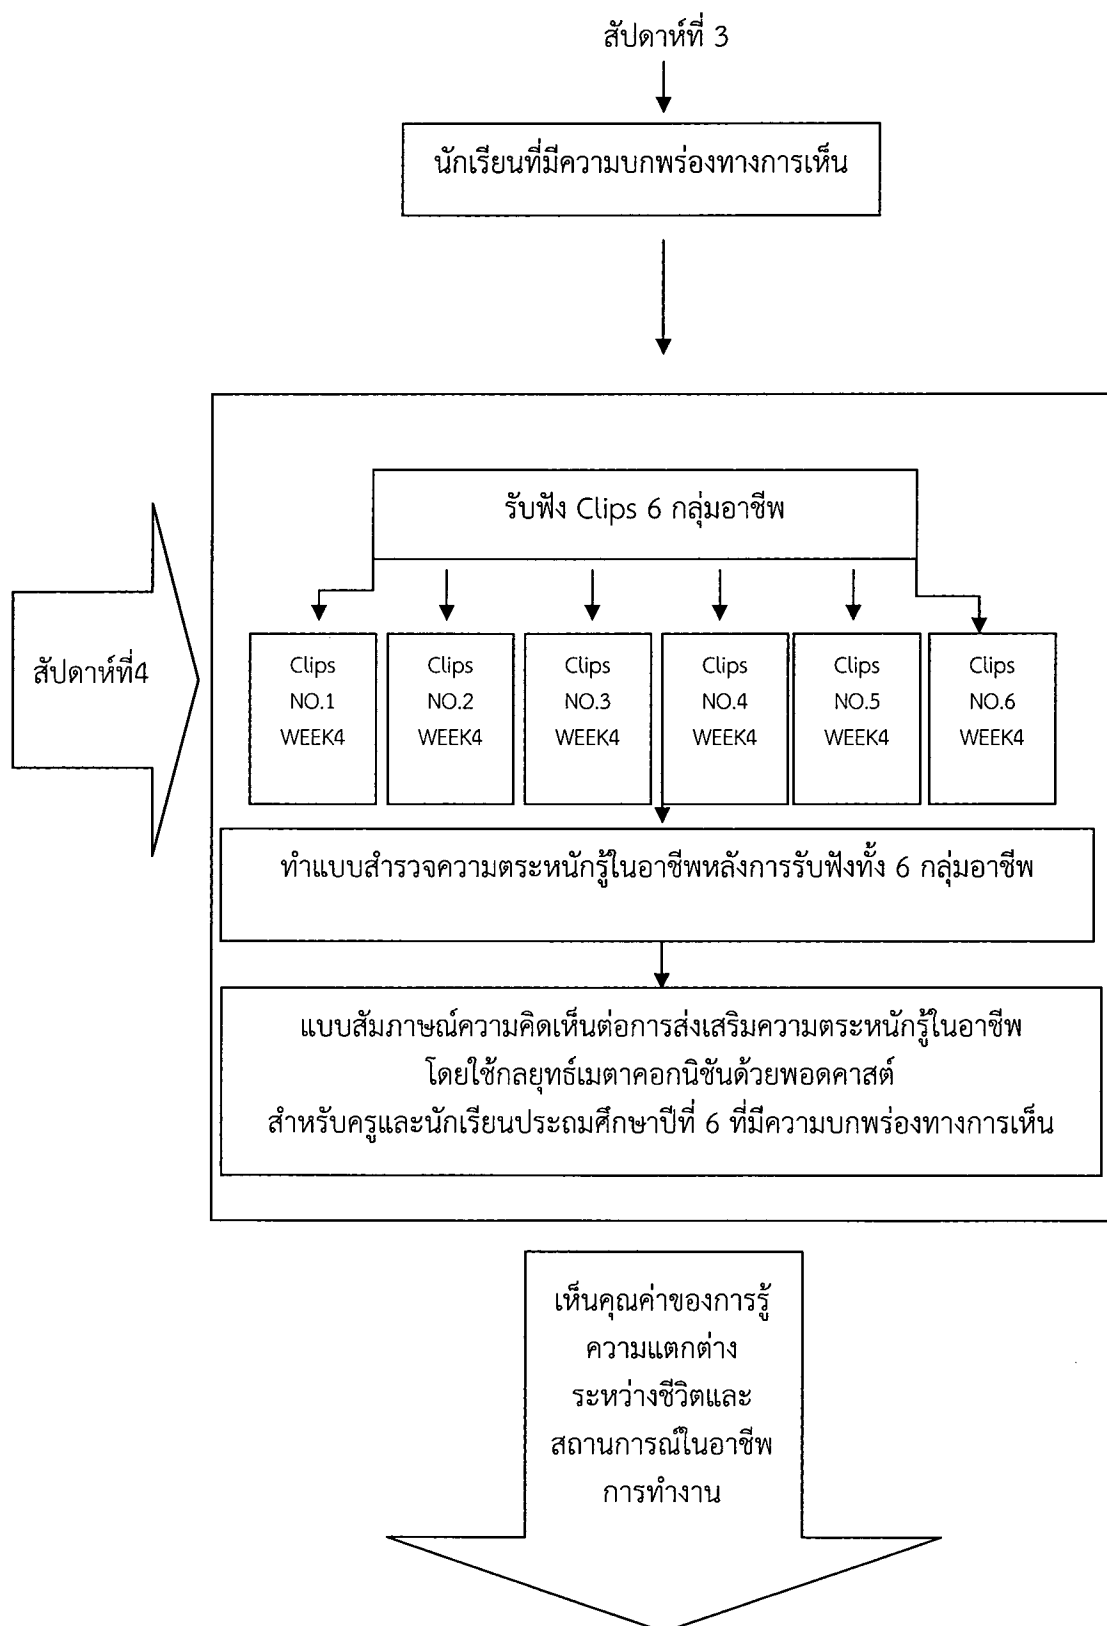 สัปดาห์ที่ 3
นักเรียนที่มีความบกพร่องทางการเห็น
รับฟัง Clips 6 กลุ่มอาชีพ
สัปดาห์ที่4
Clips
NO.1
WEEK4
Clips
NO.2
WEEK4
Clips
NO.3
WEEK4
Clips
NO.4
WEEK4
Clips
NO.5
WEEK4
Clips
NO.6
WEEK4
ทำแบบสำรวจความตระหนักรู้ในอาชีพหลังการรับฟังทั้ง 6 กลุ่มอาชีพ
แบบสัมภาษณ์ความคิดเห็นต่อการส่งเสริมความตระหนักรู้ในอาชีพ
โดยใช้กลยุทธ์เมตาคอกนิชันด้วยพอดคาสต์
สำหรับครูและนักเรียนประถมศึกษาปีที่ 6 ที่มีความบกพร่องทางการเห็น
เห็นคุณค่าของการรู้
ความแตกต่าง
ระหว่างชีวิตและ
สถานการณ์ในอาชีพ
การทำงาน